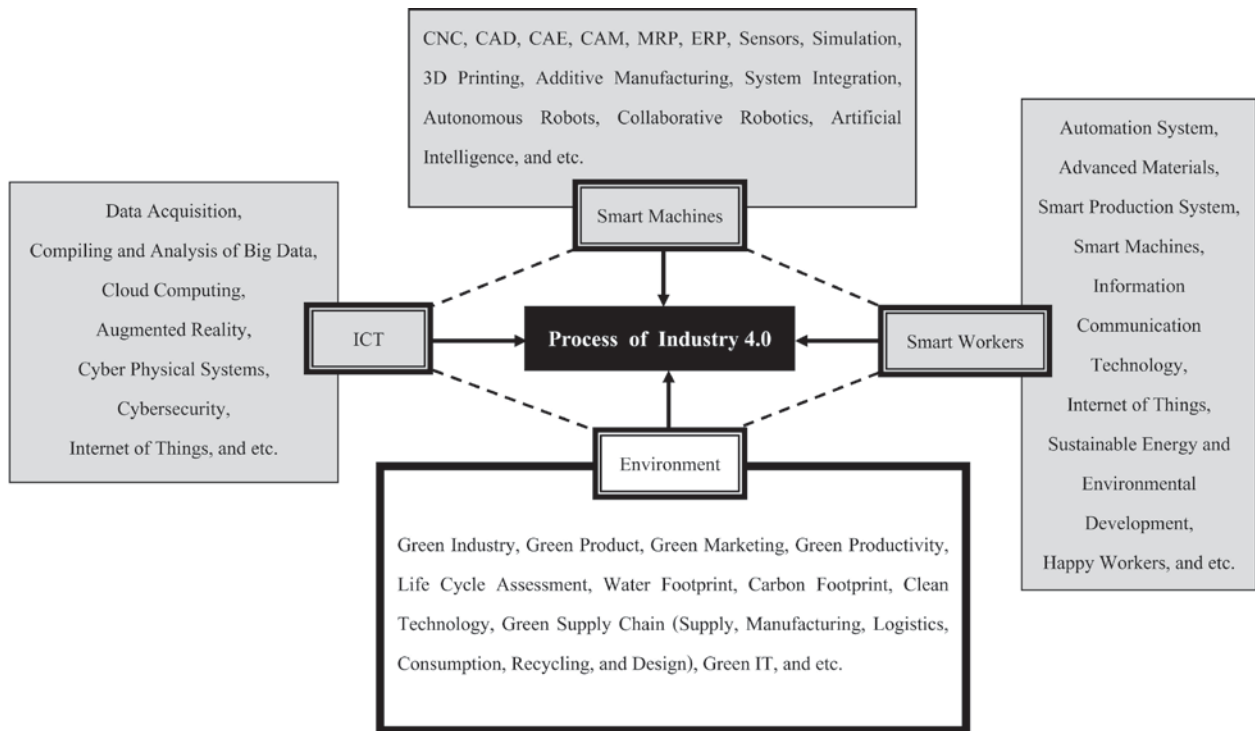 CNC, CAD, CAE, CAM, MRP, ERP, Sensors, Simulation,
3D Printing, Additive Manufacturing, System Integration,
Autonomous Robots, Collaborative Robotics, Artificial
Intelligence, and etc.
Smart Machines
Data Acquisition,
Compiling and Analysis of Big Data,
Cloud Computing,
Augmented Reality,
Cyber Physical Systems,
Cybersecurity,
Internet of Things, and etc.
ICT
Process of Industry 4.0
Smart Workers
Automation System,
Advanced Materials,
Smart Production System,
Smart Machines,
Information
Communication
Technology,
Internet of Things,
Sustainable Energy and
Environmental
Development,
Happy Workers, and etc.
Environment
Green Industry, Green Product, Green Marketing, Green Productivity,
Life Cycle Assessment, Water Footprint, Carbon Footprint, Clean
Technology, Green Supply Chain (Supply, Manufacturing, Logistics,
Consumption, Recycling, and Design), Green IT, and etc.